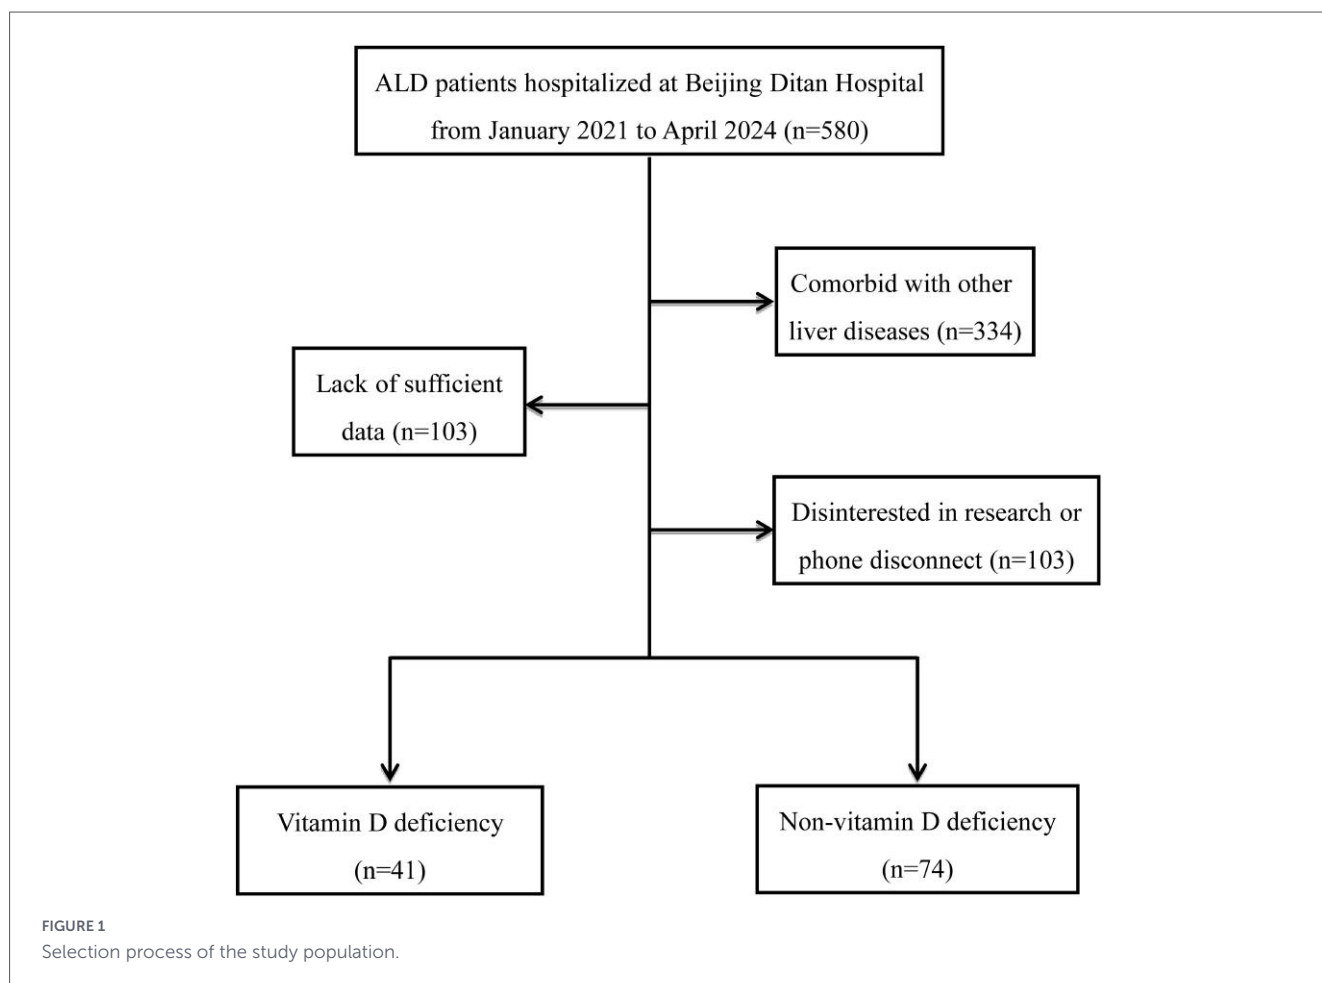 ALD patients hospitalized at Beijing Ditan Hospital
from January 2021 to April 2024 (n=580)
Comorbid with other
liver diseases (n=334)
Lack of sufficient
data (n=103)
Disinterested in research or
phone disconnect (n=103)
Vitamin D deficiency
(n=41)
Non-vitamin D deficiency
(n=74)
FIGURE 1
Selection process of the study population.